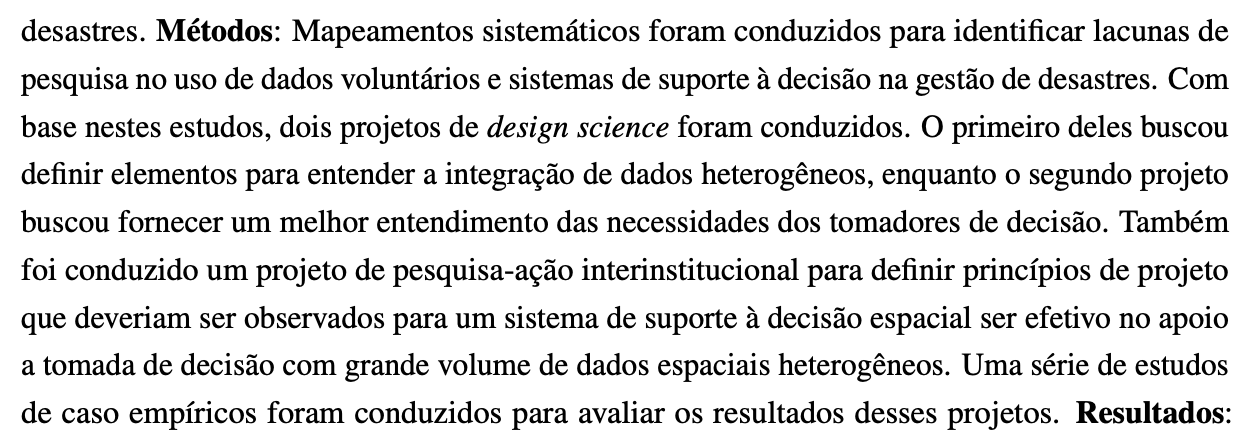 desastres. Métodos: Mapeamentos sistemáticos foram conduzidos para identificar lacunas de
pesquisa no uso de dados voluntários e sistemas de suporte à decisão na gestão de desastres. Com
base nestes estudos, dois projetos de design science foram conduzidos. O primeiro deles buscou
definir elementos para entender a integração de dados heterogêneos, enquanto o segundo projeto
buscou fornecer um melhor entendimento das necessidades dos tomadores de decisão. Também
foi conduzido um projeto de pesquisa-ação interinstitucional para definir princípios de projeto
que deveriam ser observados para um sistema de suporte à decisão espacial ser efetivo no apoio
a tomada de decisão com grande volume de dados espaciais heterogêneos. Uma série de estudos
de caso empíricos foram conduzidos para avaliar os resultados desses projetos. Resultados: